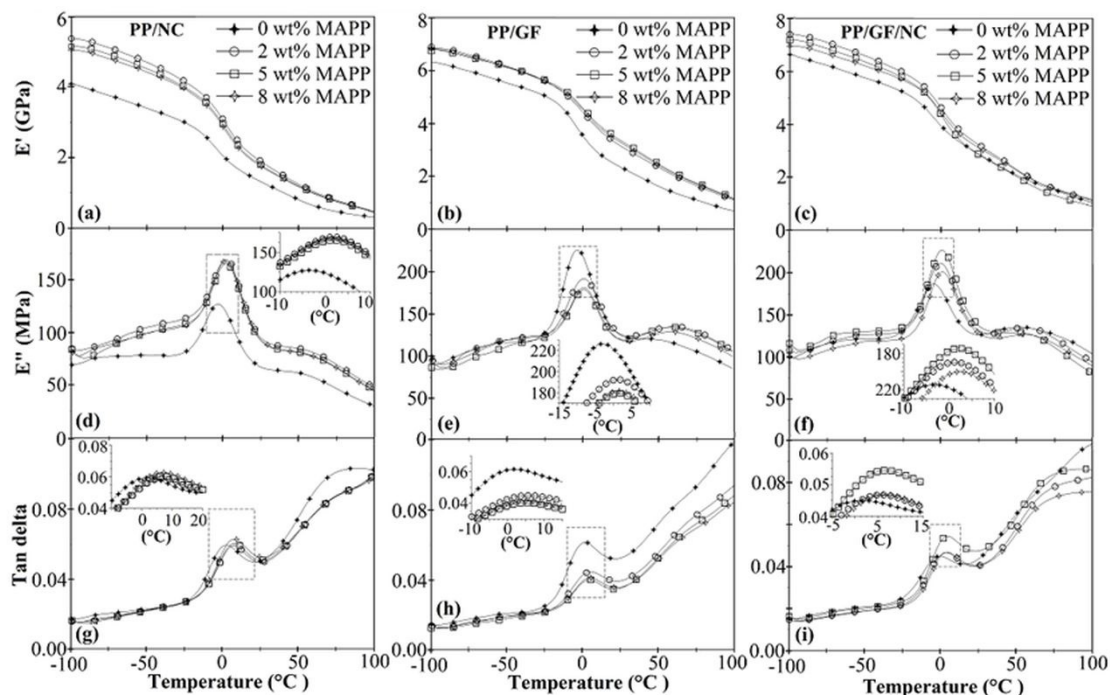 PP/NC
0 wt% MAPP
2 wt% MAPP
5 wt% MAPP
8 wt% MAPP
E' (GPa)
6
4
2
0
(a)
PP/GF
0 wt% MAPP
2 wt% MAPP
5 wt% MAPP
8 wt% MAPP
8
6
4
2
0
(b)
PP/GF/NC
0 wt% MAPP
2 wt% MAPP
5 wt% MAPP
8 wt% MAPP
8
6
4
2
0
(c)
E'' (MPa)
150
100
50
0
150
100
-10 0 10
(°C)
(d)
200
150
100
50
0
220
200
180
-15 -5 5
(°C)
(e)
200
150
100
50
0
180
220
-10 0 10
(°C)
(f)
Tan delta
0.08
0.04
0.00
0.06
0.04
0 10 20
(°C)
(g)
-100 -50 0 50 100
Temperature (°C )
0.08
0.04
0.00
0.06
0.04
-10 0 10
(°C)
(h)
-100 -50 0 50 100
Temperature (°C )
0.08
0.04
0.00
0.06
0.05
0.04
-5 5 15
(°C)
(i)
-100 -50 0 50 100
Temperature (°C )